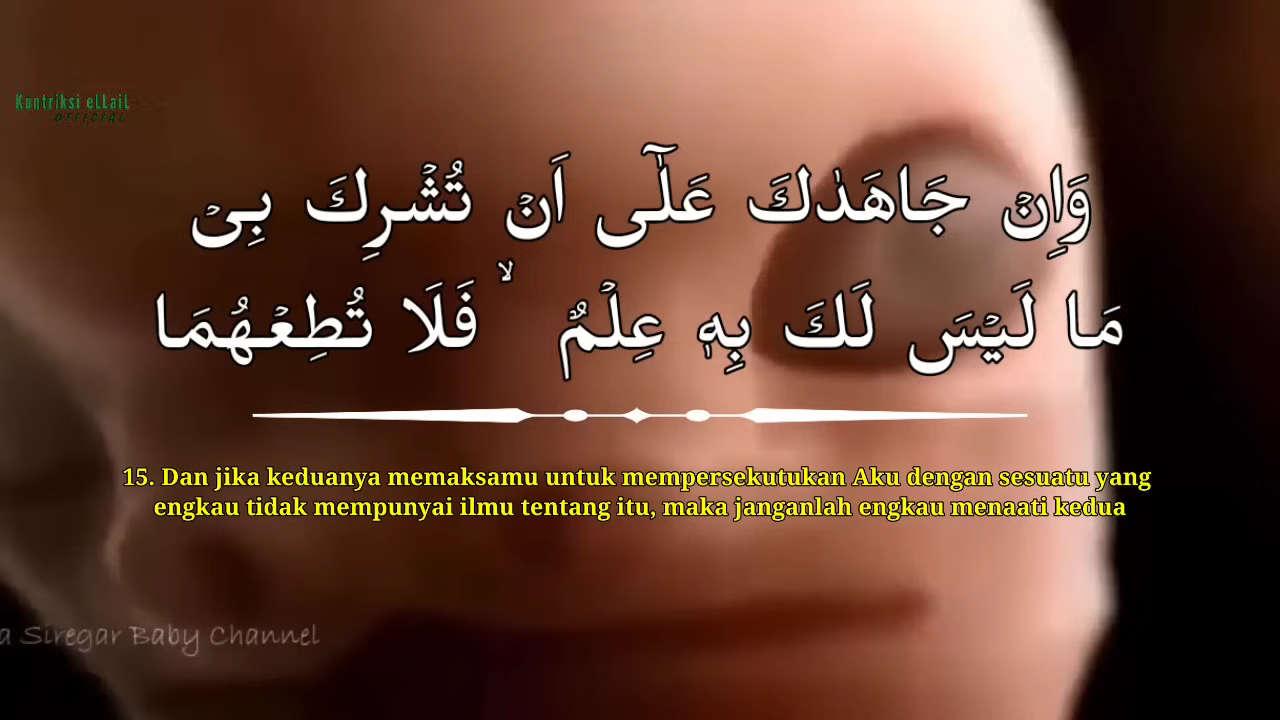 Kontriksi eLLaiL
OFFICIAL
وَاِنۡ جَاهَدٰكَ عَلٰٓى اَنۡ تُشۡرِكَ بِىۡ
مَا لَيۡسَ لَكَ بِهٖ عِلۡمٌ ۙ فَلَا تُطِعۡهُمَا
15. Dan jika keduanya memaksamu untuk mempersekutukan Aku dengan sesuatu yang
engkau tidak mempunyai ilmu tentang itu, maka janganlah engkau menaati kedua
a Siregar Baby Channel